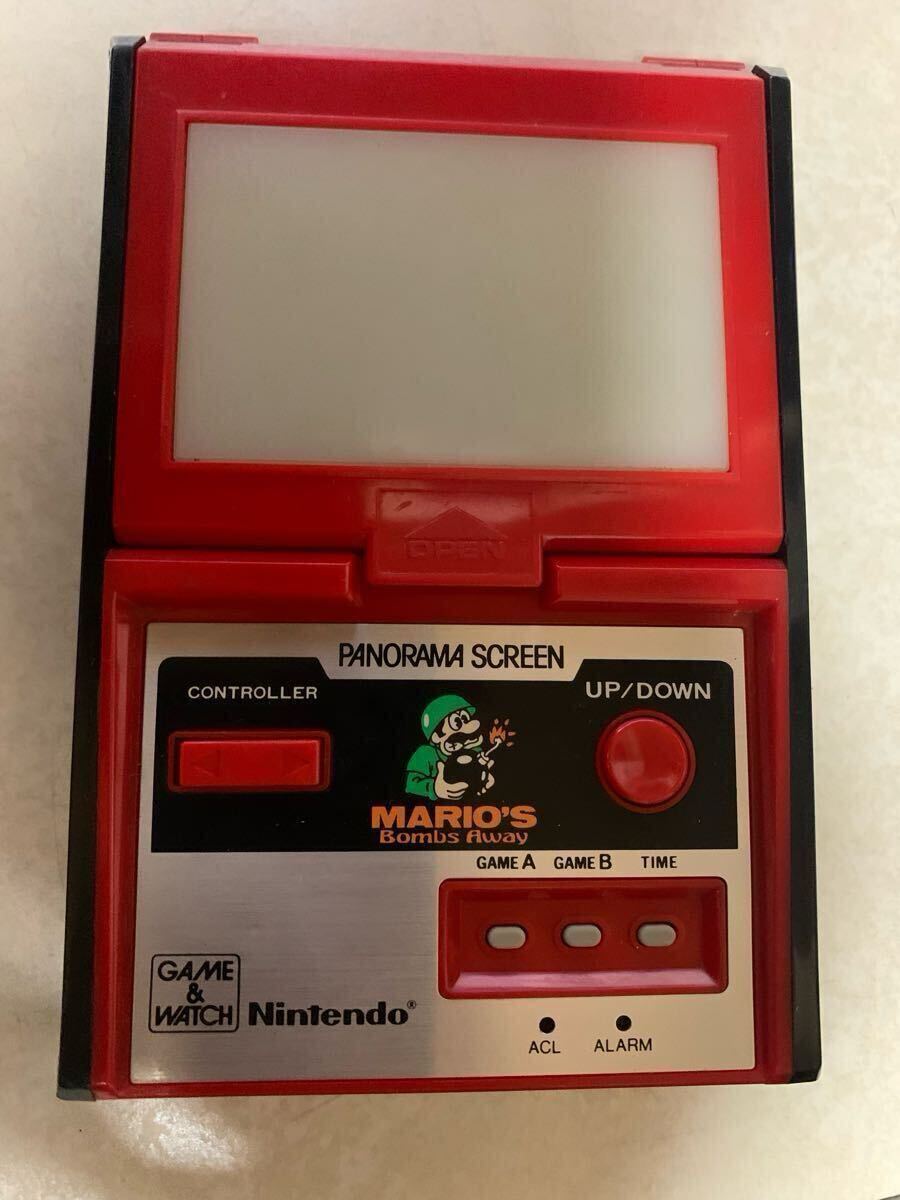 OPEN
PANORAMA SCREEN
CONTROLLER
UP/DOWN
MARIO'S
Bombs Away
GAME A GAME B TIME
GAME
&
WATCH
Nintendo®
ACL ALARM